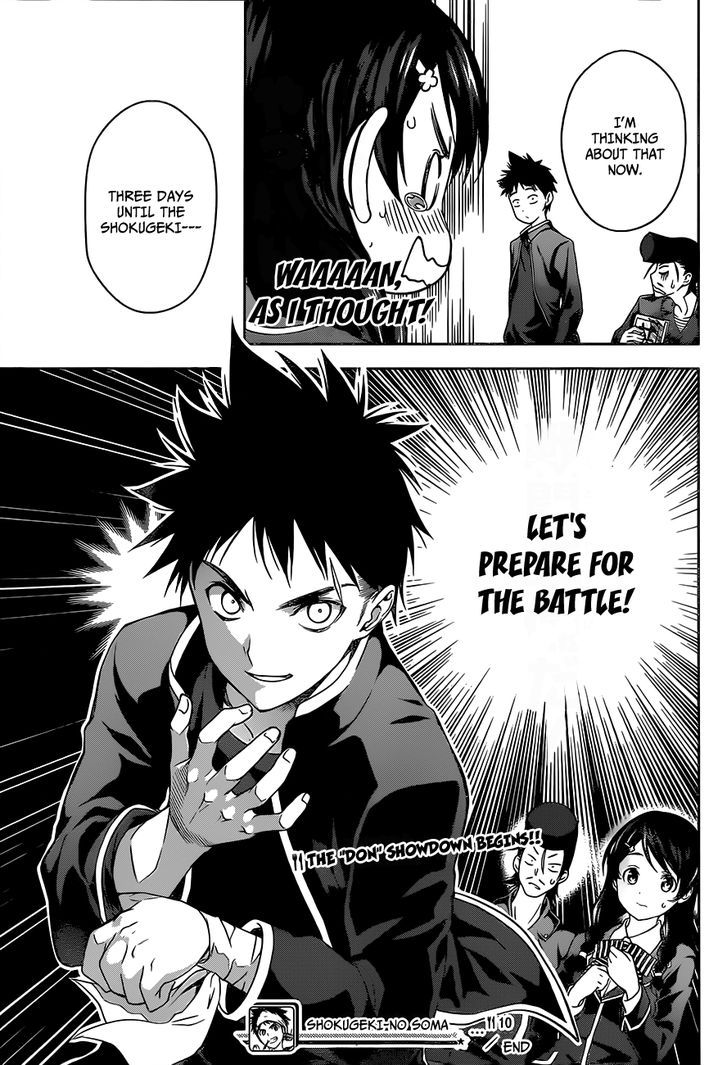 I'M
THINKING
ABOUT THAT
NOW.
WAAAAAN,
AS I THOUGHT!
THREE DAYS
UNTIL THE
SHOKUGEKI---
LET'S
PREPARE FOR
THE BATTLE!
THE "DON" SHOWDOWN BEGINS!!
SHOKUGEKI NO SOMA
...10
END